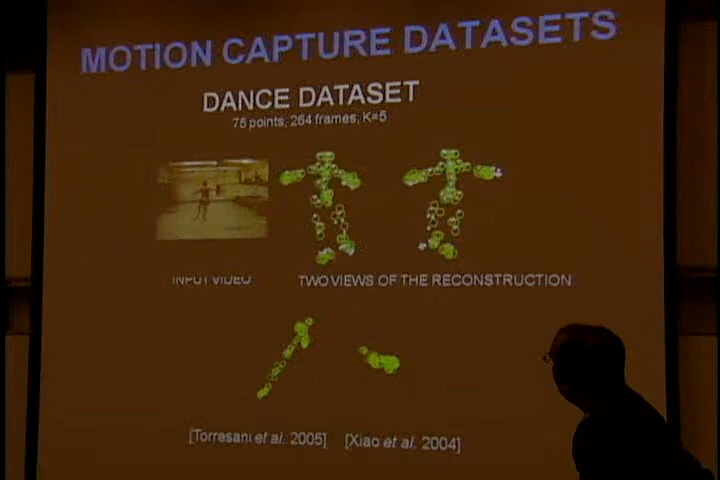 MOTION CAPTURE DATASETS
DANCE DATASET
75 points, 264 frames, K=5
INPUT VIDEO
TWO VIEWS OF THE RECONSTRUCTION
[Torresani et al. 2005] [Xiao et al. 2004]